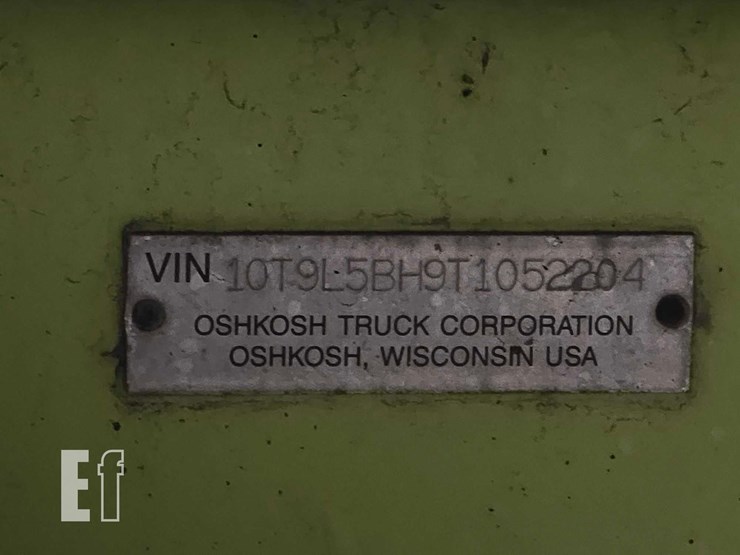 VIN 10T9L5BH9T1052204
OSHKOSH TRUCK CORPORATION
OSHKOSH, WISCONSIN USA
Ef